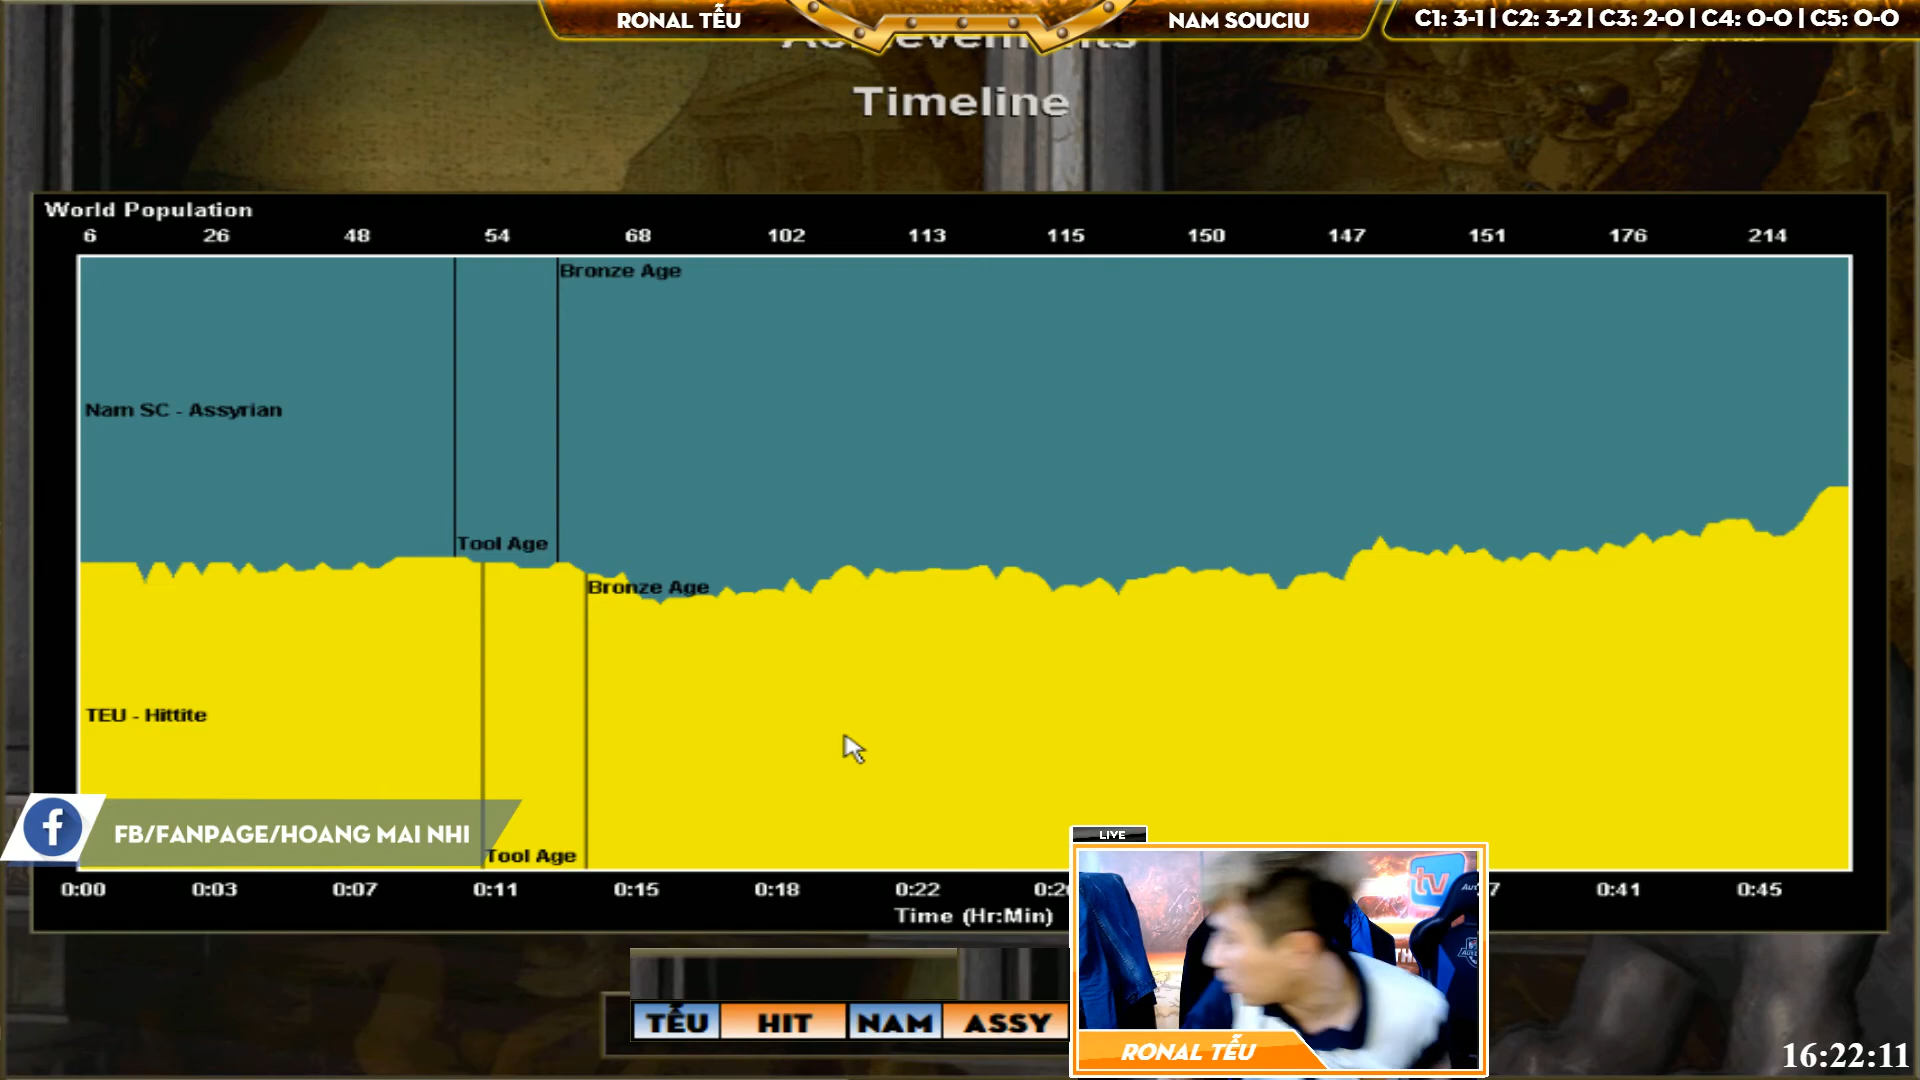 RONAL TỄU
NAM SOUCIU
C1: 3-1 | C2: 3-2 | C3: 2-0 | C4: 0-0 | C5: 0-0
Timeline
World Population
6 26 48 54 68 102 113 115 150 147 151 176 214
Bronze Age
Nam SC - Assyrian
Tool Age
Bronze Age
TEU - Hittite
FB/FANPAGE/HOANG MAI NHI
Tool Age
0:00 0:03 0:07 0:11 0:15 0:18 0:22 0:41 0:45
Time (Hr:Min)
LIVE
tv
TỄU HIT NAM ASSY
RONAL TỄU
16:22:11